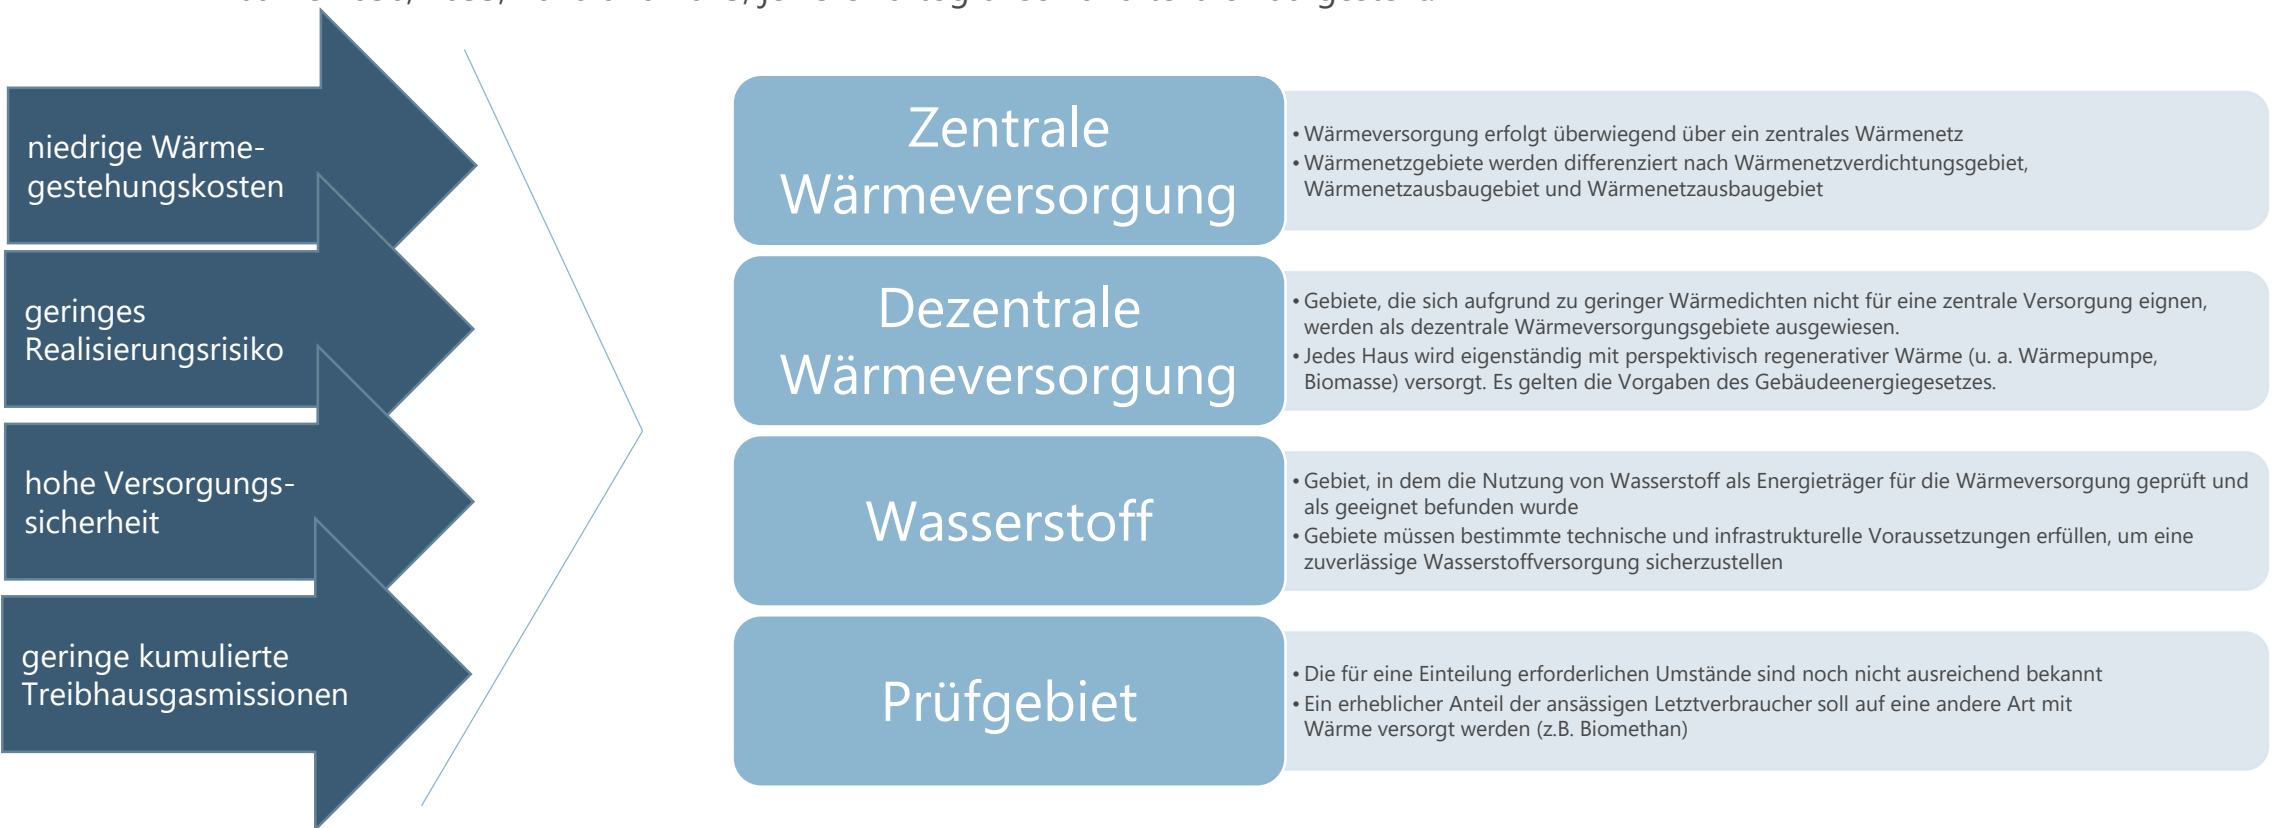 niedrige Wärme-
gestehungskosten
geringes
Realisierungsrisiko
hohe Versorgungs-
sicherheit
geringe kumulierte
Treibhausgasmissionen
Zentrale
Wärmeversorgung
• Wärmeversorgung erfolgt überwiegend über ein zentrales Wärmenetz
• Wärmenetzgebiete werden differenziert nach Wärmenetzverdichtungsgebiet,
Wärmenetzausbaugebiet und Wärmenetzausbaugebiet
Dezentrale
Wärmeversorgung
• Gebiete, die sich aufgrund zu geringer Wärmedichten nicht für eine zentrale Versorgung eignen,
werden als dezentrale Wärmeversorgungsgebiete ausgewiesen.
• Jedes Haus wird eigenständig mit perspektivisch regenerativer Wärme (u. a. Wärmepumpe,
Biomasse) versorgt. Es gelten die Vorgaben des Gebäudeenergiegesetzes.
Wasserstoff
• Gebiet, in dem die Nutzung von Wasserstoff als Energieträger für die Wärmeversorgung geprüft und
als geeignet befunden wurde
• Gebiete müssen bestimmte technische und infrastrukturelle Voraussetzungen erfüllen, um eine
zuverlässige Wasserstoffversorgung sicherzustellen
Prüfgebiet
• Die für eine Einteilung erforderlichen Umstände sind noch nicht ausreichend bekannt
• Ein erheblicher Anteil der ansässigen Letztverbraucher soll auf eine andere Art mit
Wärme versorgt werden (z.B. Biomethan)